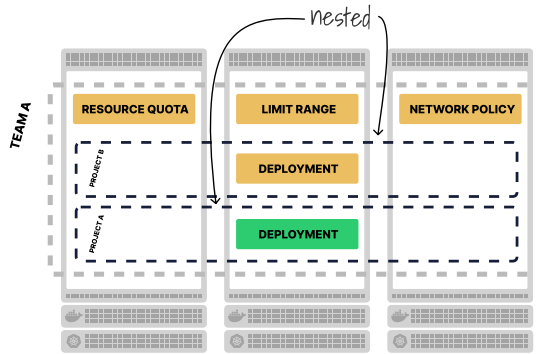 nested
TEAM A
RESOURCE QUOTA
LIMIT RANGE
NETWORK POLICY
PROJECT B
DEPLOYMENT
PROJECT A
DEPLOYMENT